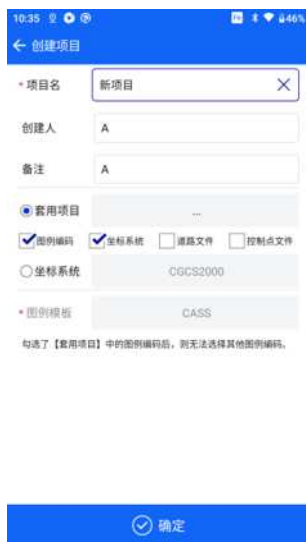 10:35
46%
创建项目
* 项目名 新项目
创建人 A
备注 A
套用项目 ...
图例编码 坐标系统 道路文件 控制点文件
坐标系统 CGCS2000
* 图例模板 CASS
勾选了【套用项目】中的图例编码后，则无法选择其他图例编码。
确定